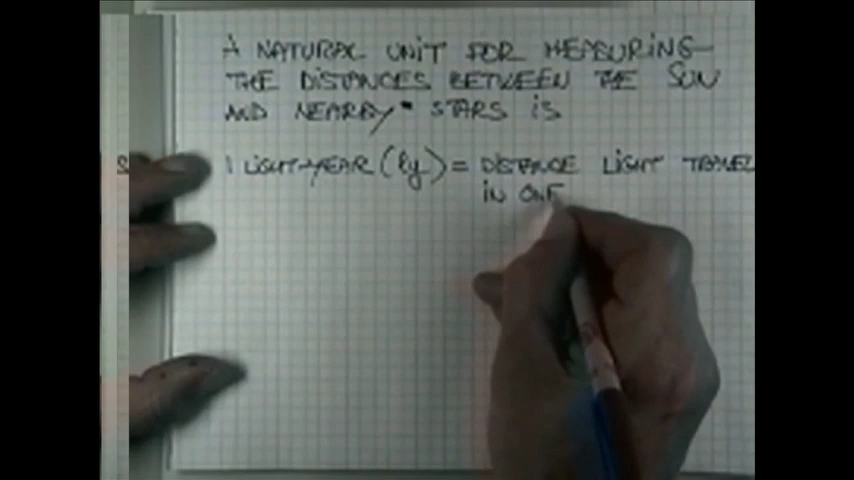 A NATURAL UNIT FOR MEASURING
THE DISTANCES BETWEEN THE SUN
AND NEARBY STARS IS
1 LIGHT-YEAR (ly) = DISTANCE LIGHT TRAVEL
IN ONE